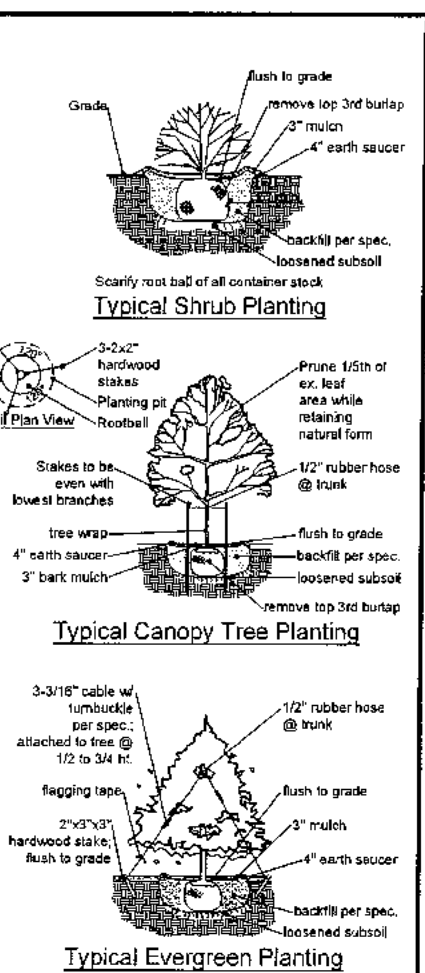 flush to grade
Grade
remove top 3rd burlap
3" mulch
4" earth saucer
backfill per spec.
loosened subsoil
Scarify root ball of all container stock
Typical Shrub Planting
3-2x2"
hardwood
stakes
Planting pit
Rootball
Plan View
Prune 1/5th of
ex. leaf
area while
retaining
natural form
Stakes to be
even with
lowest branches
1/2" rubber hose
@ trunk
tree wrap
flush to grade
4" earth saucer
backfill per spec.
3" bark mulch
loosened subsoil
remove top 3rd burlap
Typical Canopy Tree Planting
3-3/16" cable w/
turnbuckle
per spec.;
attached to tree @
1/2 to 3/4 ht.
1/2" rubber hose
@ trunk
flagging tape
flush to grade
2"x3"x3"
hardwood stake;
flush to grade
3" mulch
4" earth saucer
backfill per spec.
loosened subsoil
Typical Evergreen Planting